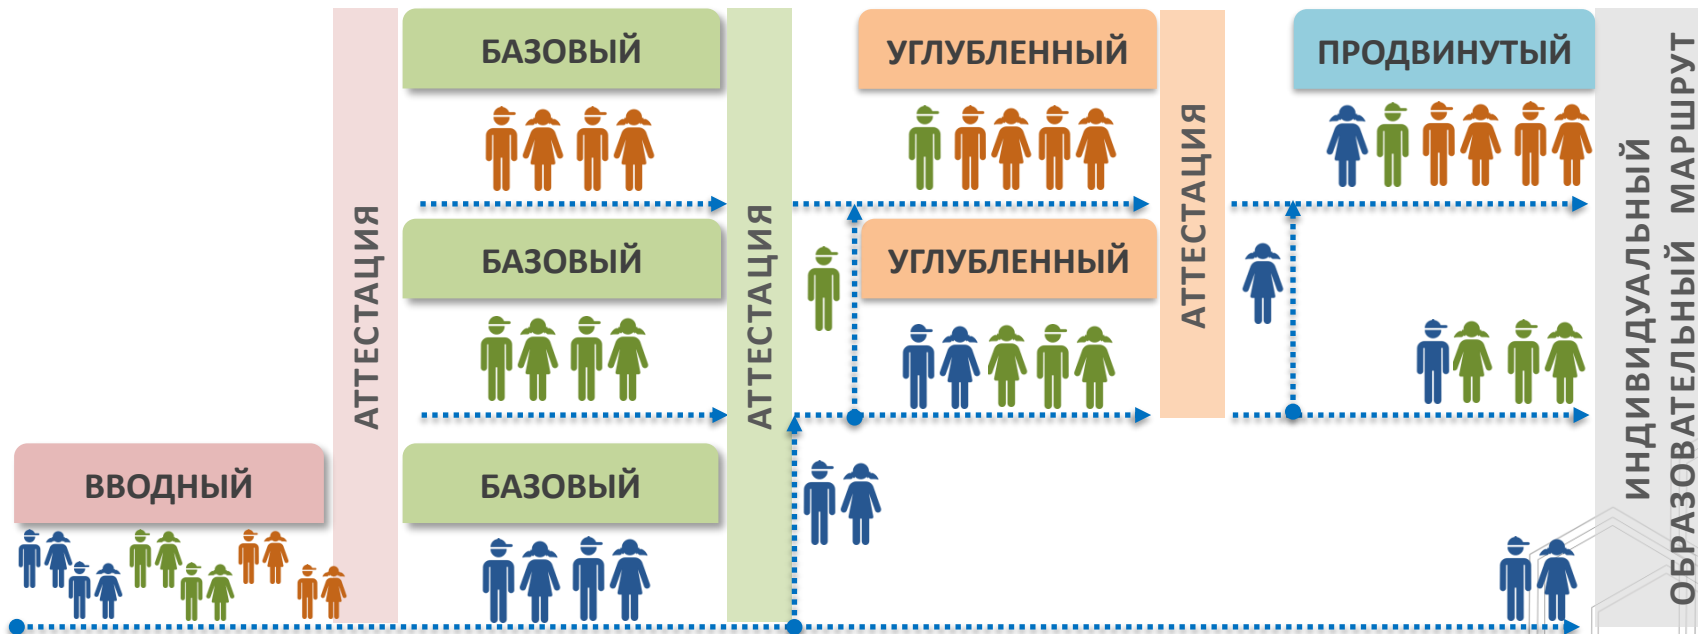 БАЗОВЫЙ
УГЛУБЛЕННЫЙ
ПРОДВИНУТЫЙ
БАЗОВЫЙ
УГЛУБЛЕННЫЙ
ВВОДНЫЙ
БАЗОВЫЙ
АТТЕСТАЦИЯ
АТТЕСТАЦИЯ
АТТЕСТАЦИЯ
ИНДИВИДУАЛЬНЫЙ
ОБРАЗОВАТЕЛЬНЫЙ МАРШРУТ